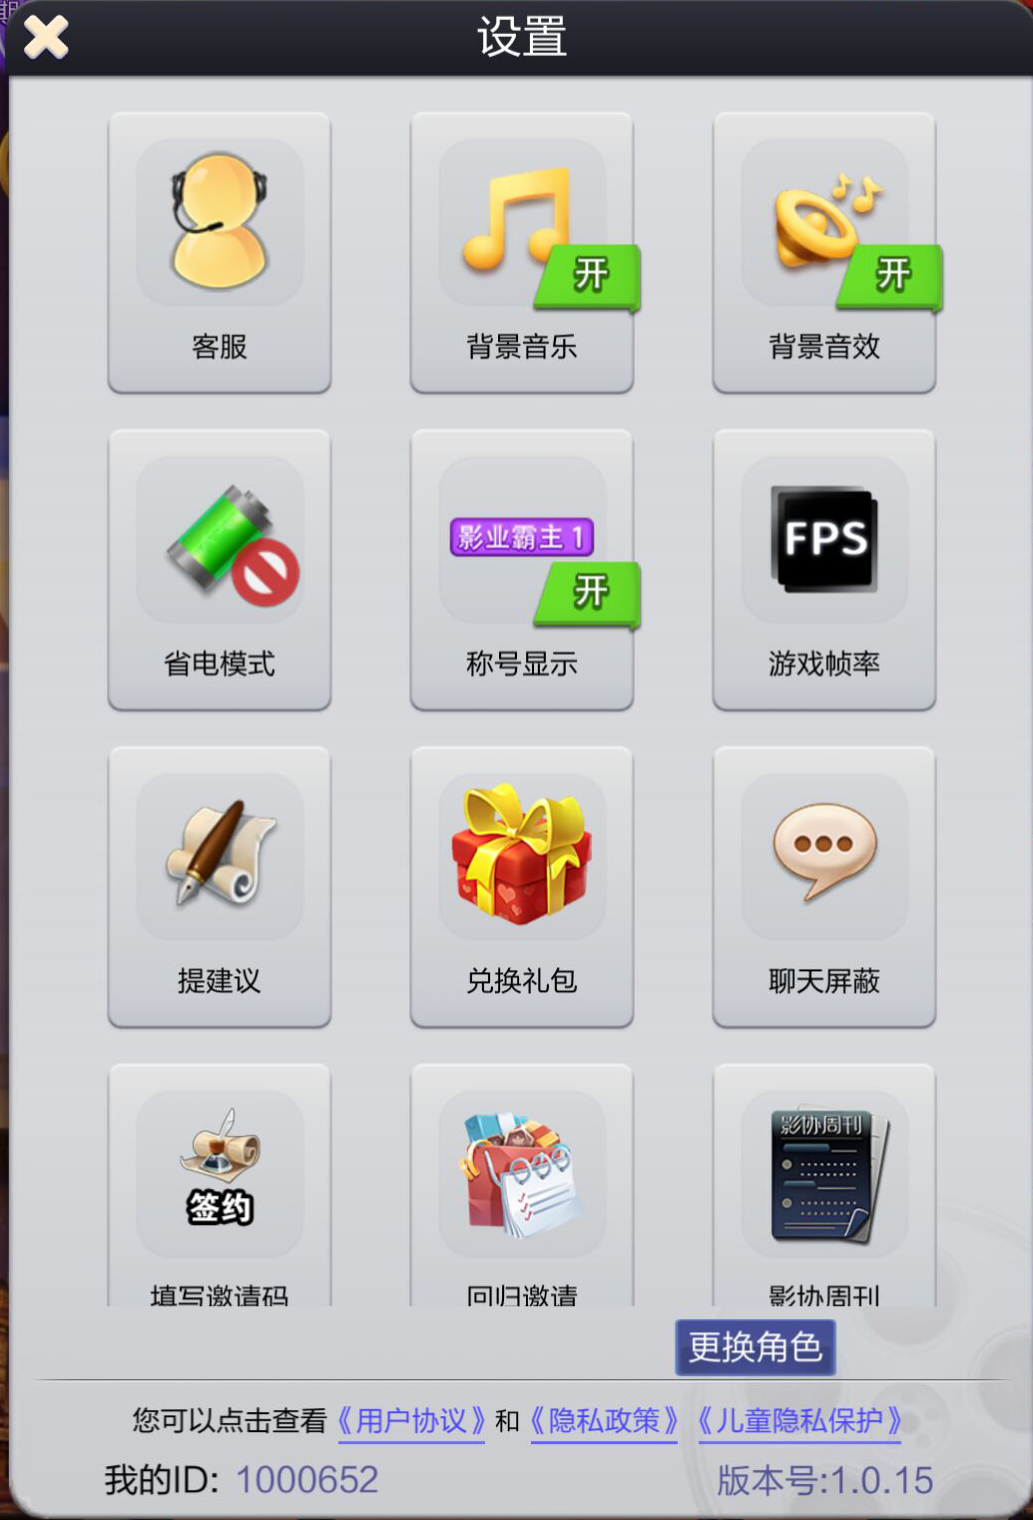 设置
开
开
客服
背景音乐
背景音效
影业霸主 1
开
FPS
省电模式
称号显示
游戏帧率
提建议
兑换礼包
聊天屏蔽
签约
影协周刊
填写邀请码
回归邀请
影协周刊
更换角色
您可以点击查看《用户协议》和《隐私政策》《儿童隐私保护》
我的ID: 1000652
版本号:1.0.15